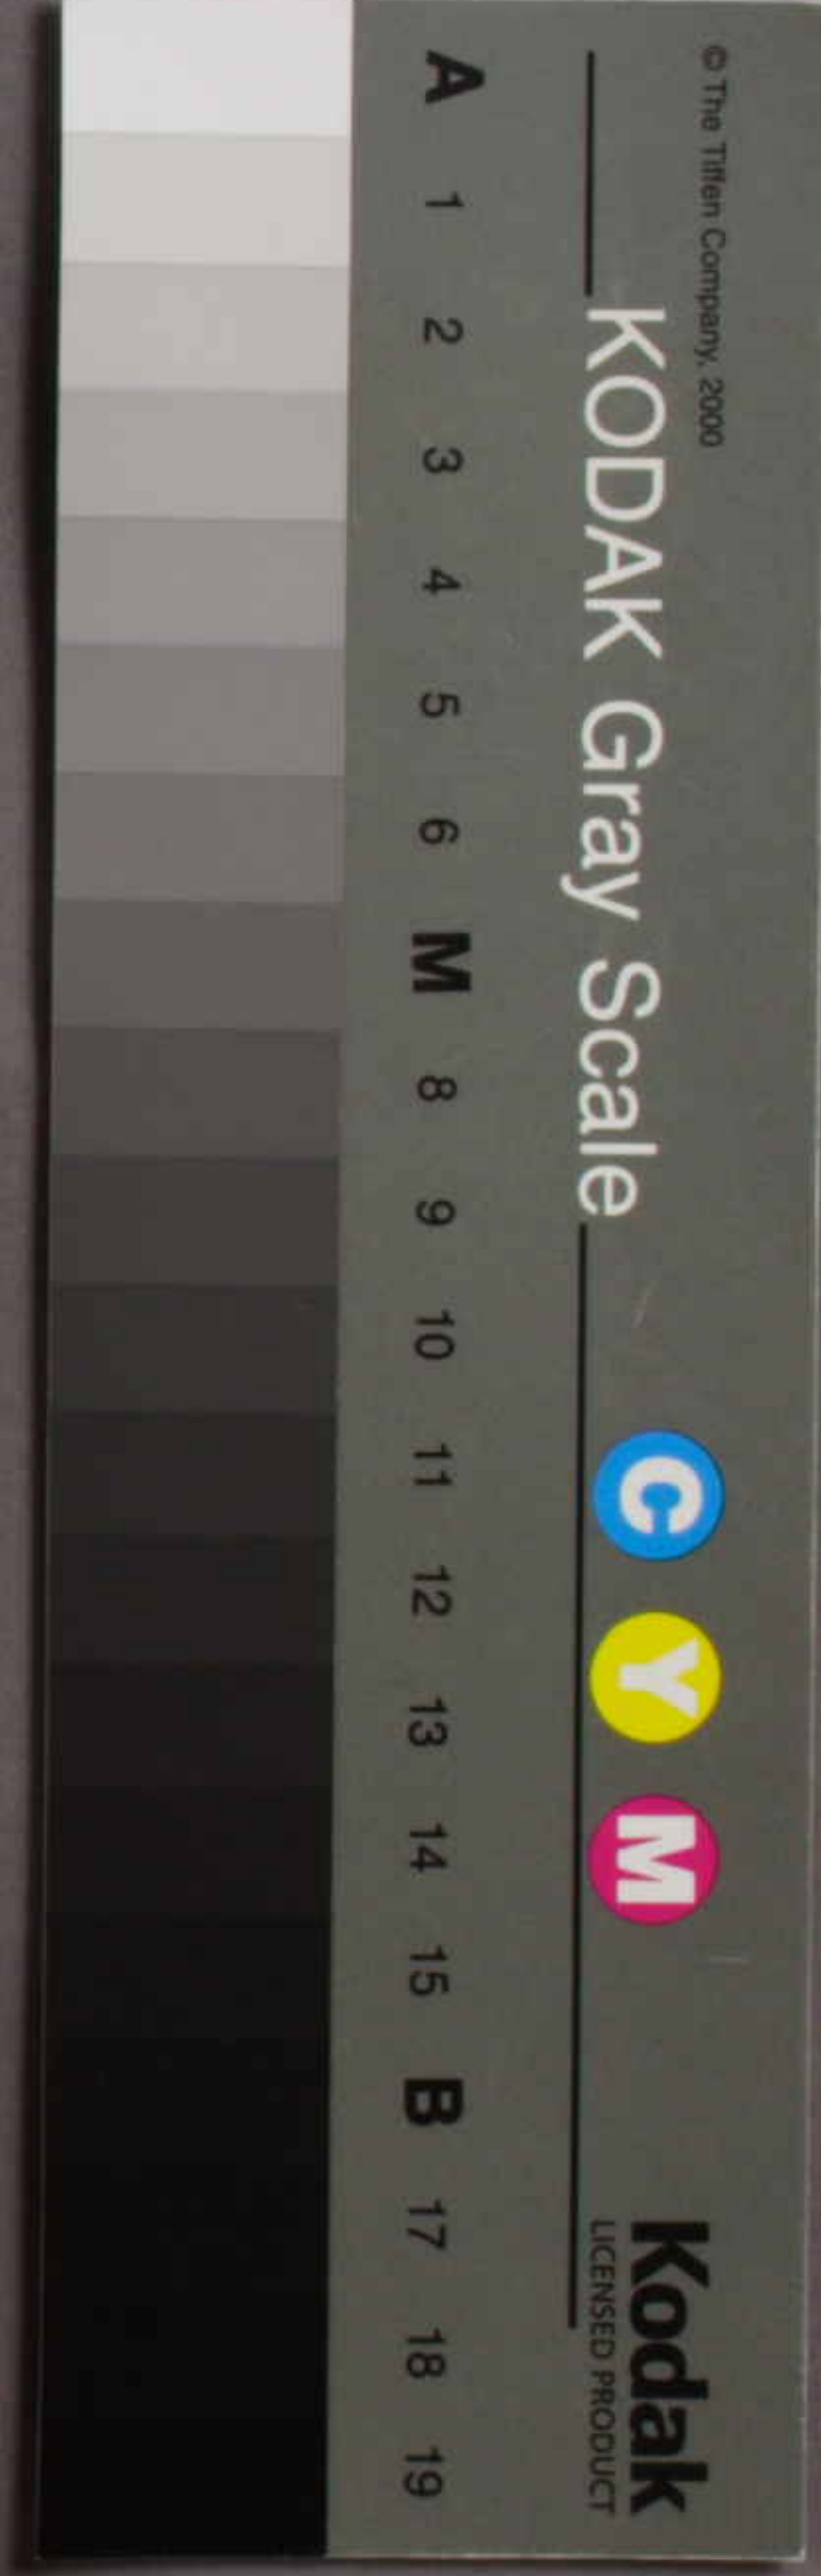 © The Tiffen Company, 2000
KODAK Gray Scale
C Y M
Kodak
LICENSED PRODUCT
A 1 2 3 4 5 6 M 8 9 10 11 12 13 14 15 B 17 18 19